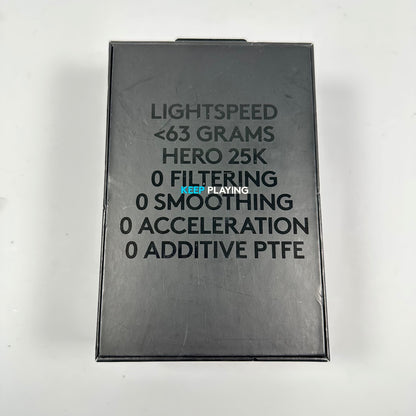 LIGHTSPEED
<63 GRAMS
HERO 25K
0 FILTERING
KEEP PLAYING
0 SMOOTHING
0 ACCELERATION
0 ADDITIVE PTFE